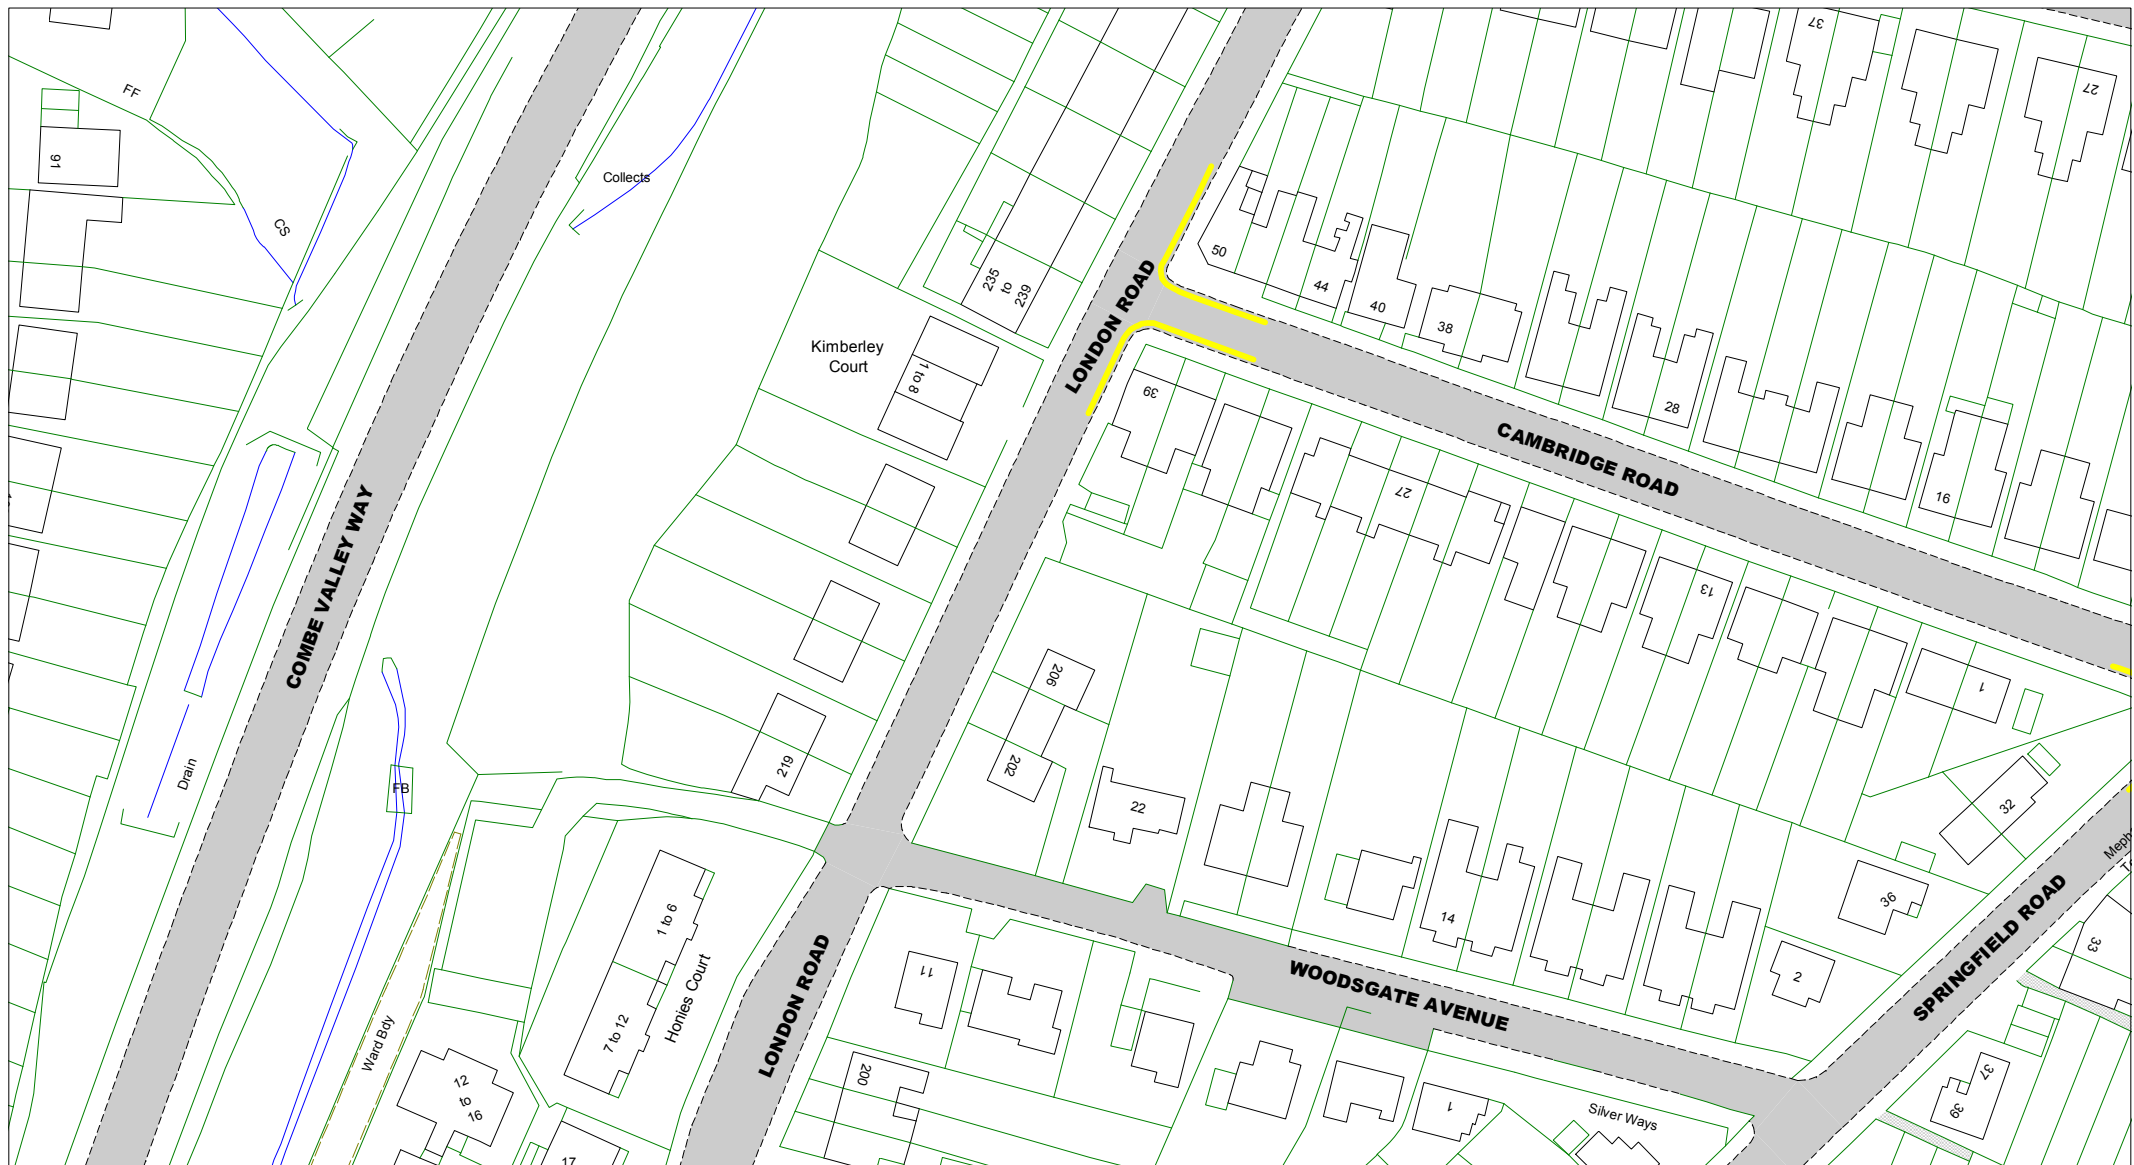 37
27
FF
91
Collects
CS
50
235
to
239
44
40
LONDON ROAD
38
Kimberley
Court
1 to 8
39
28
CAMBRIDGE ROAD
27
16
COMBE VALLEY WAY
13
206
1
202
219
Drain
FB
22
32
36
14
1 to 6
SPRINGFIELD ROAD
33
11
LONDON ROAD
Honies Court
WOODSGATE AVENUE
2
7 to 12
Ward Bdy
200
12
to
16
37
39
1
Silver Ways
17